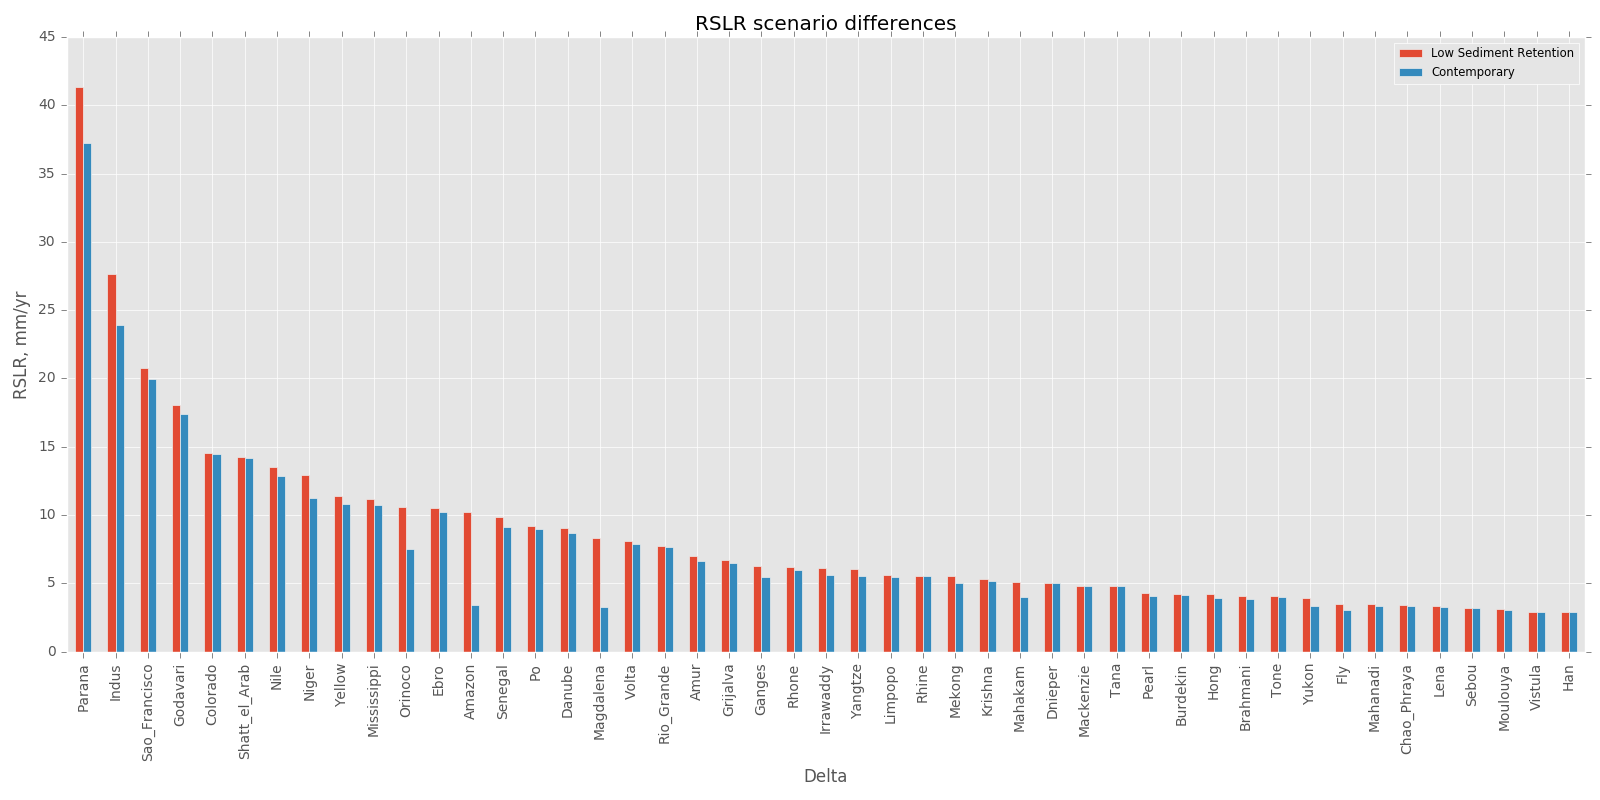 RSLR scenario differences
Low Sediment Retention
Contemporary
RSLR, mm/yr
45
40
35
30
25
20
15
10
5
0
Parana
Indus
Sao_Francisco
Godavari
Colorado
Shatt_el_Arab
Nile
Niger
Yellow
Mississippi
Orinoco
Ebro
Amazon
Senegal
Po
Danube
Magdalena
Volta
Rio_Grande
Amur
Grijalva
Ganges
Rhone
Irrawaddy
Yangtze
Limpopo
Rhine
Mekong
Krishna
Mahakam
Dnieper
Mackenzie
Tana
Pearl
Burdekin
Hong
Brahmani
Tone
Yukon
Fly
Mahanadi
Chao_Phraya
Lena
Sebou
Moulouya
Vistula
Han
Delta